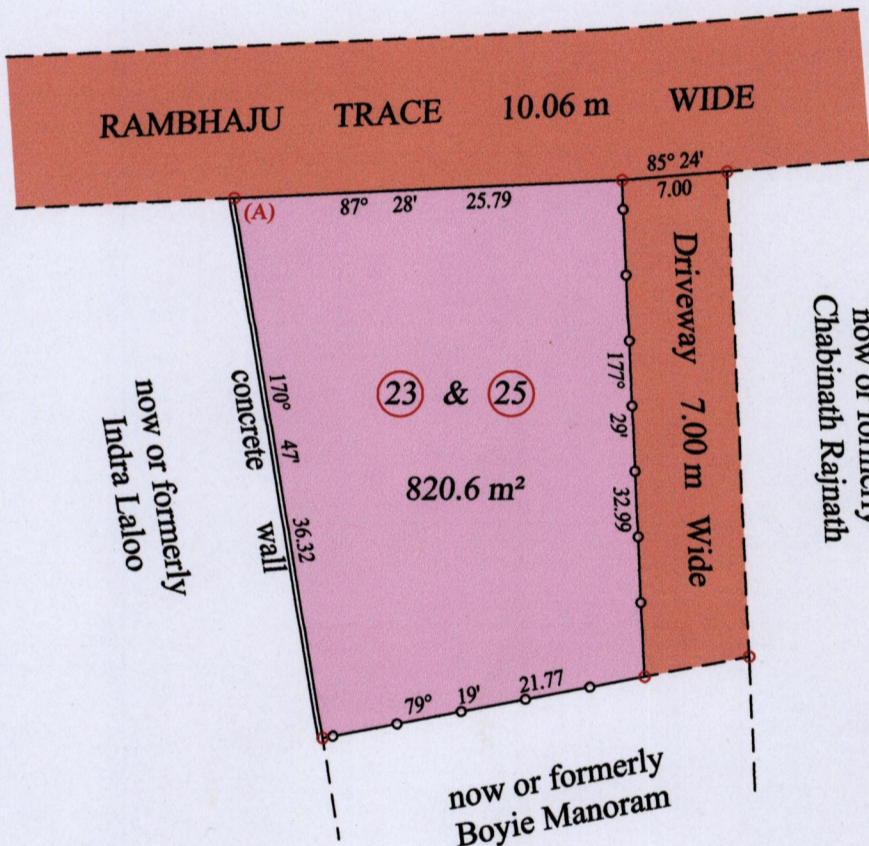 RAMBHAJU TRACE 10.06 m WIDE
85° 24'
7.00
(A)
87° 28' 25.79
Driveway 7.00 m Wide
now or formerly
Chabinath Rajnath
177° 29' 32.99
23 & 25
820.6 m²
170° 47' 36.32
concrete wall
now or formerly
Indra Laloo
79° 19' 21.77
now or formerly
Boyie Manoram